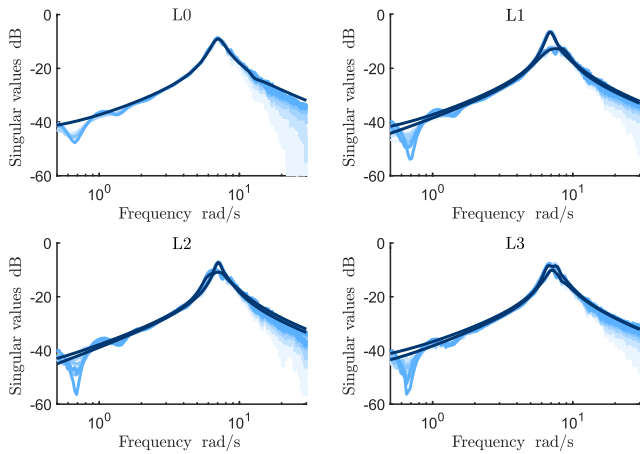 L0
0
-20
-40
-60
Singular values dB
10^0
10^1
Frequency rad/s
L1
0
-20
-40
-60
Singular values dB
10^0
10^1
Frequency rad/s
L2
0
-20
-40
-60
Singular values dB
10^0
10^1
Frequency rad/s
L3
0
-20
-40
-60
Singular values dB
10^0
10^1
Frequency rad/s